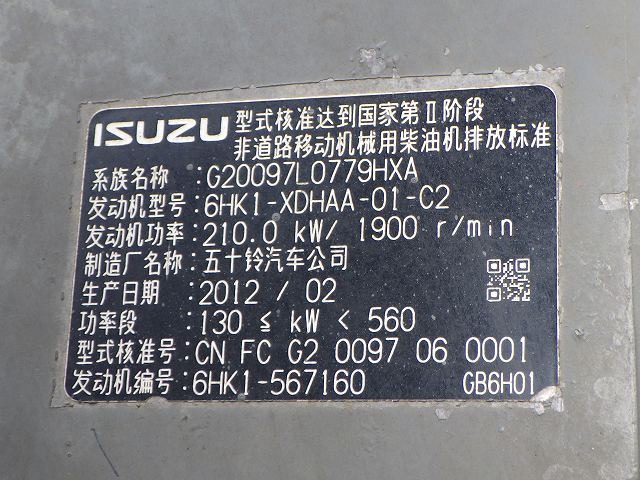 ISUZU 型式核准达到国家第Ⅱ阶段
非道路移动机械用柴油机排放标准
系族名称:G20097L0779HXA
发动机型号:6HK1-XDHAA-01-C2
发动机功率:210.0 kW/ 1900 r/min
制造厂名称:五十铃汽车公司
生产日期:2012 / 02
功率段:130 ≤ kW < 560
型式核准号:CN FC G2 0097 06 0001
发动机编号:6HK1-567160 GB6H01